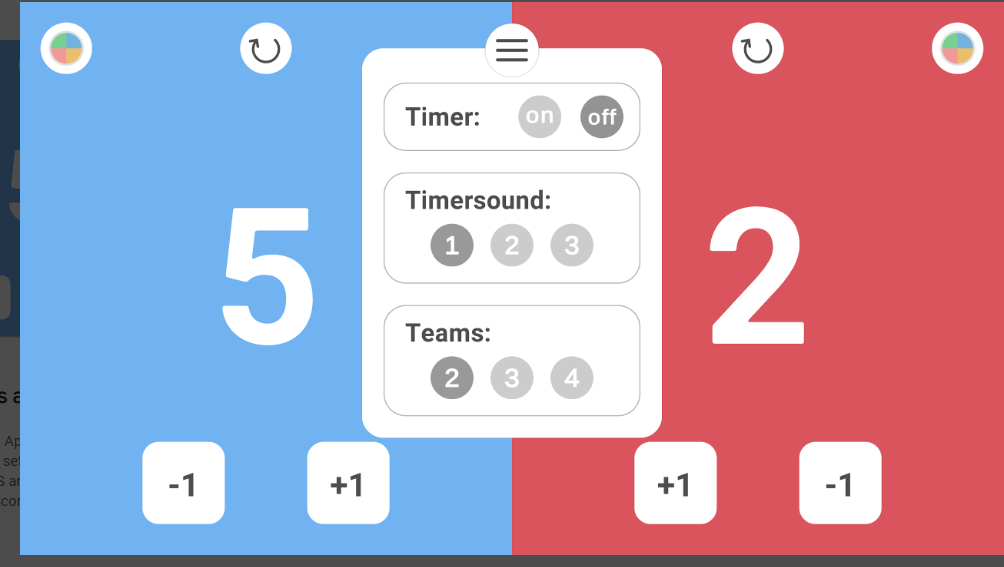 Timer: on off
Timersound:
1 2 3
5
2
Teams:
2 3 4
-1 +1 +1 -1